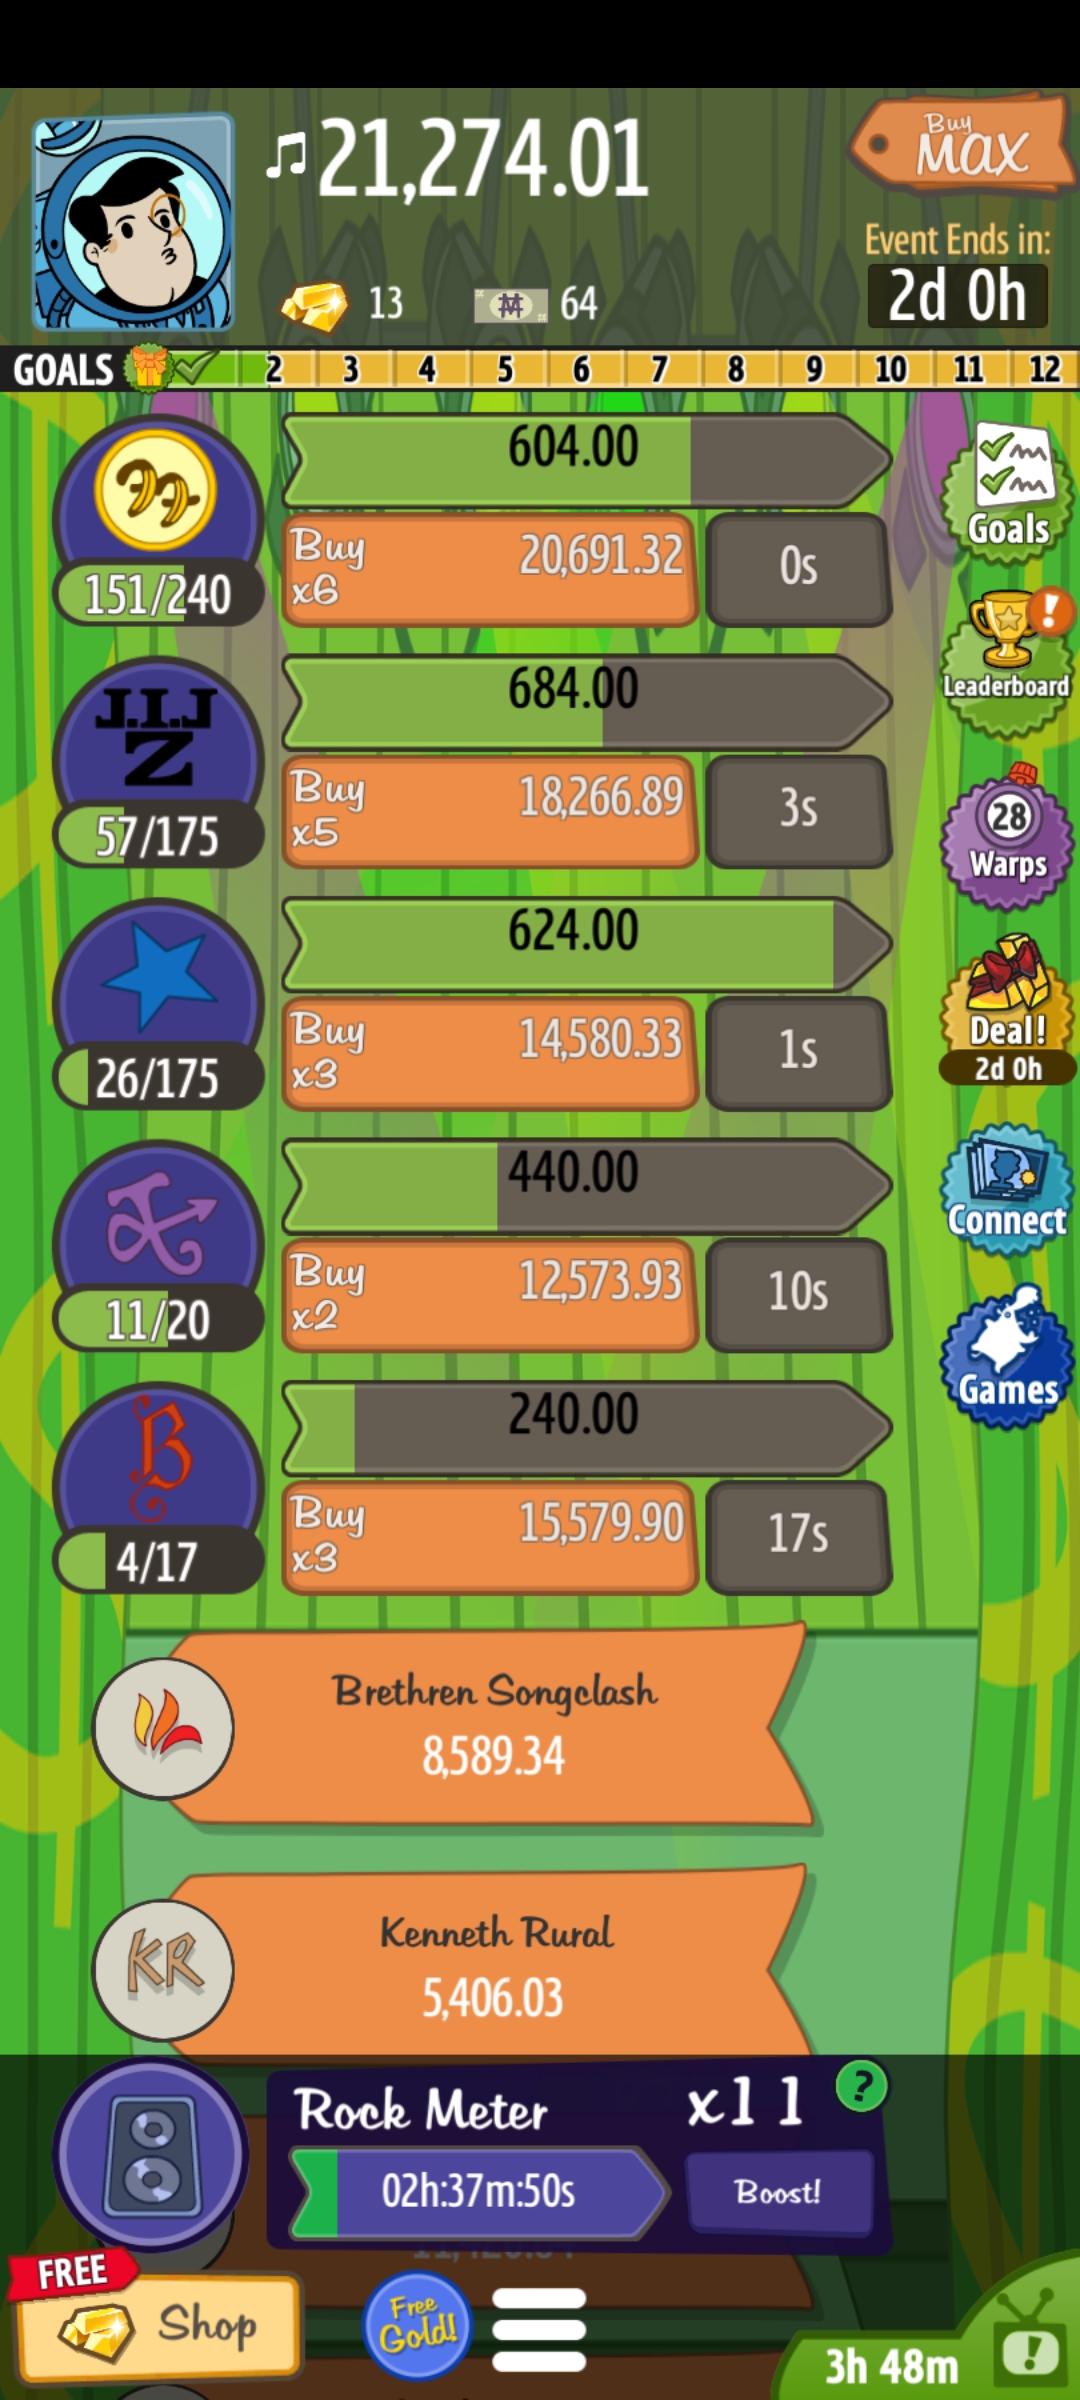 21,274.01
Buy
MAX
13
64
Event Ends in:
2d 0h
GOALS 2 3 4 5 6 7 8 9 10 11 12
604.00
151/240
Buy
x6
20,691.32
0s
Goals
684.00
J.I.J
Z
57/175
Buy
x5
18,266.89
3s
!
Leaderboard
28
Warps
624.00
26/175
Buy
x3
14,580.33
1s
Deal!
2d 0h
440.00
11/20
Buy
x2
12,573.93
10s
Connect
240.00
B
4/17
Buy
x3
15,579.90
17s
Games
Brethren Songclash
8,589.34
KR
Kenneth Rural
5,406.03
Rock Meter
x11
?
02h:37m:50s
Boost!
FREE
Shop
Free
Gold!
3h 48m
!